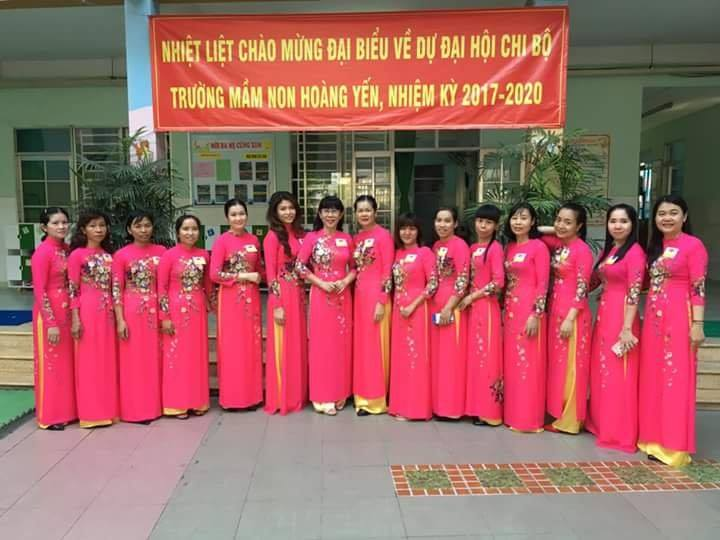 NHIỆT LIỆT CHÀO MỪNG ĐẠI BIỂU VỀ DỰ ĐẠI HỘI CHI BỘ
TRƯỜNG MẦM NON HOÀNG YẾN, NHIỆM KỲ 2017-2020